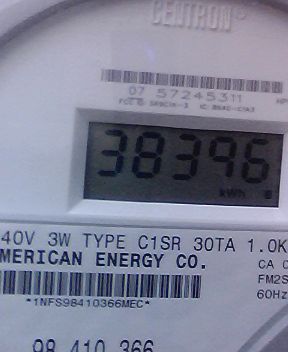 CENTRON®
07 57245311
38396
kWh
40V 3W TYPE C1SR 30TA 1.0K
MERICAN ENERGY CO.
CA 0
FM2S
60Hz
*1NFS98410366MEC*
98 410 366